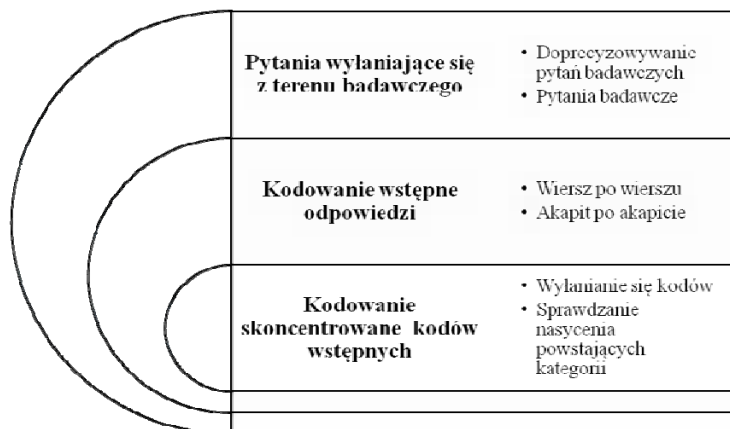 Pytania wyłaniające się
z terenu badawczego
• Doprecyzowywanie
pytań badawczych
• Pytania badawcze
Kodowanie wstępne
odpowiedzi
• Wiersz po wierszu
• Akapit po akapicie
Kodowanie
skoncentrowane kodów
wstępnych
• Wyłanianie się kodów
• Sprawdzanie
nasycenia
powstających
kategorii